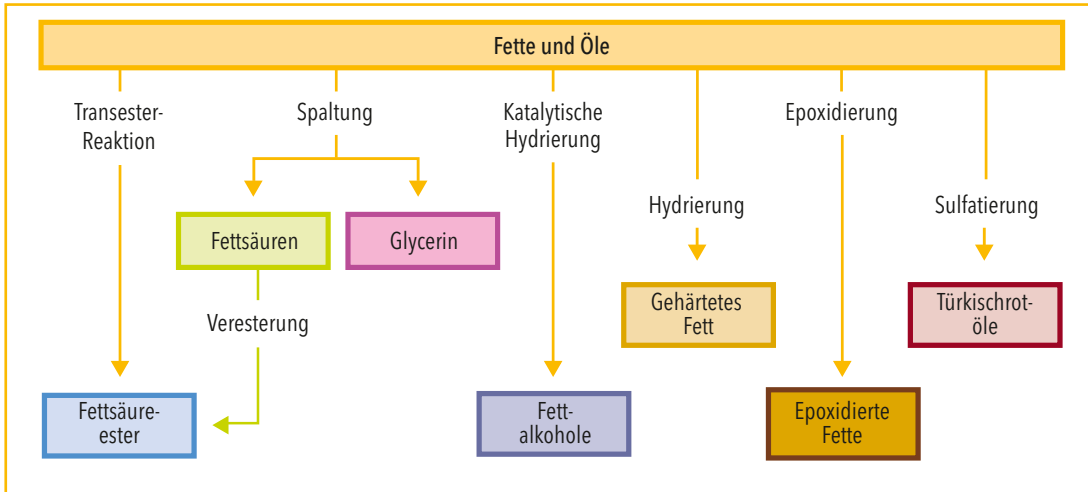 Fette und Öle
Transester-
Reaktion
Spaltung
Katalytische
Hydrierung
Epoxidierung
Hydrierung
Sulfatierung
Fettsäuren
Glycerin
Gehärtetes
Fett
Türkischrot-
öle
Veresterung
Fettsäure-
ester
Fett-
alkohole
Epoxidierte
Fette